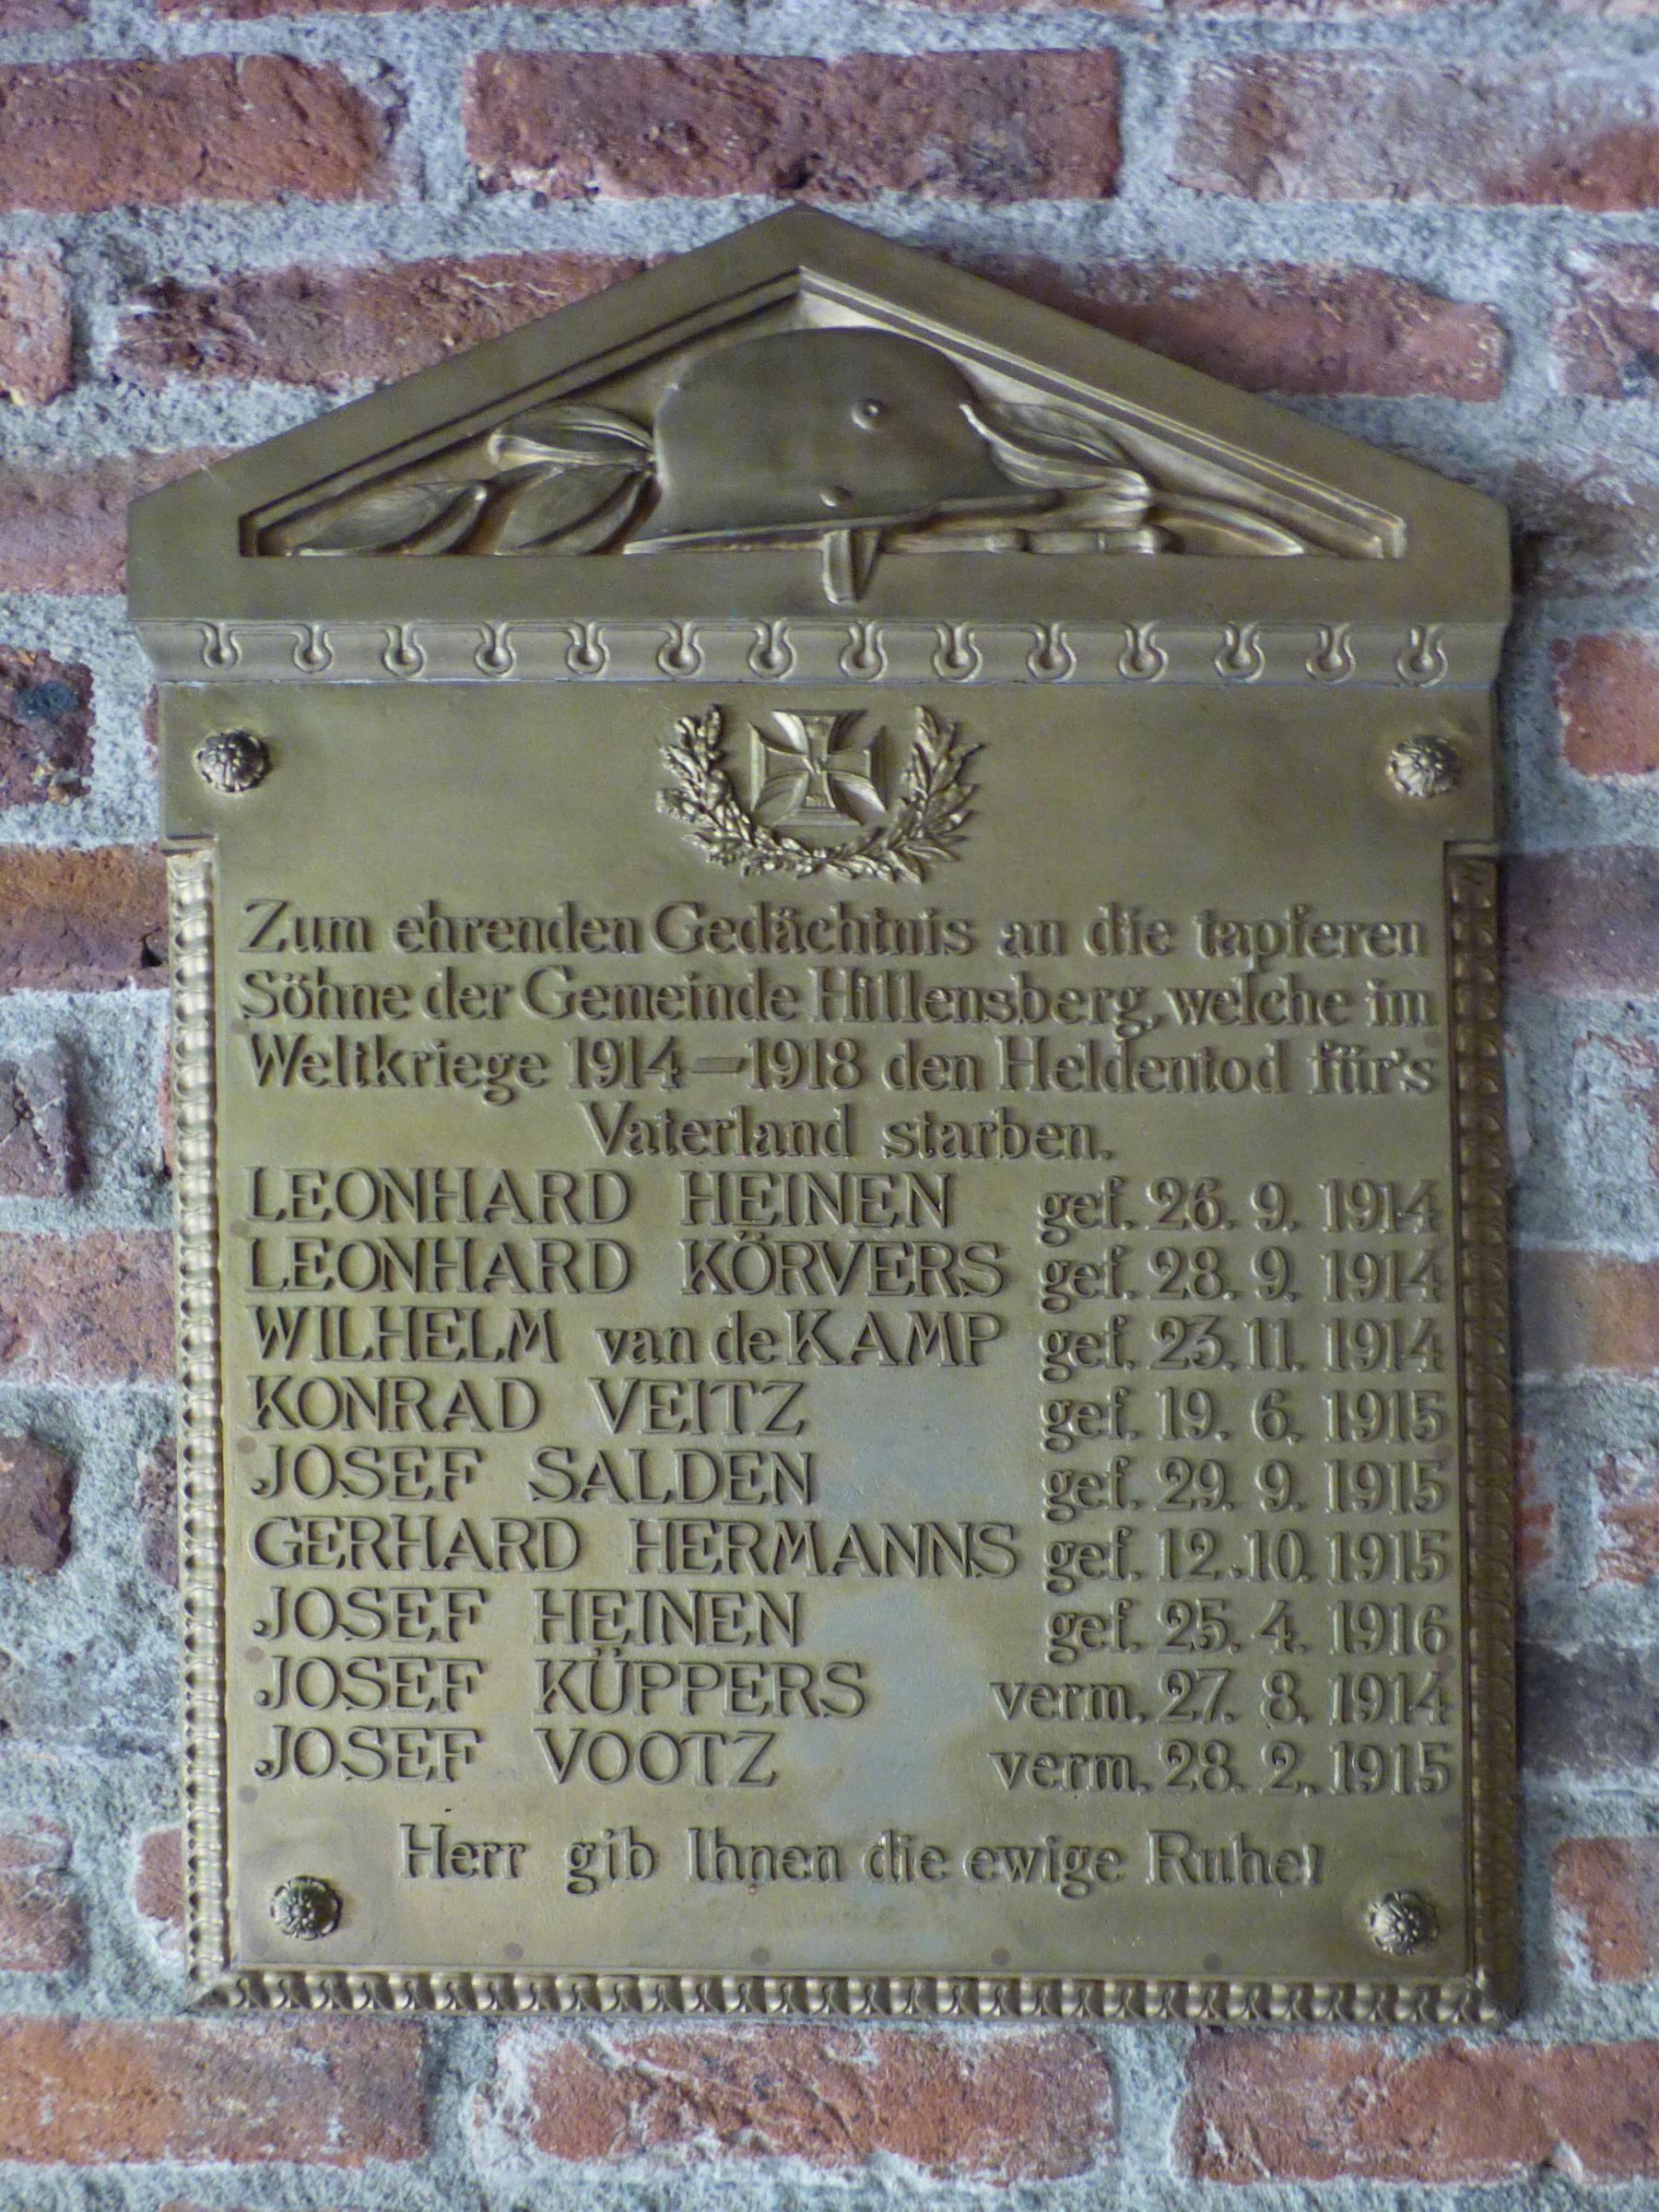 Zum ehrenden Gedächtnis an die tapferen
Söhne der Gemeinde Hillensberg, welche im
Weltkriege 1914–1918 den Heldentod für's
Vaterland starben.
LEONHARD HEINEN gef. 26. 9. 1914
LEONHARD KÖRVERS gef. 28. 9. 1914
WILHELM van de KAMP gef. 23. 11. 1914
KONRAD VEITZ gef. 19. 6. 1915
JOSEF SALDEN gef. 29. 9. 1915
GERHARD HERMANNS gef. 12. 10. 1915
JOSEF HEINEN gef. 25. 4. 1916
JOSEF KÜPPERS verm. 27. 8. 1914
JOSEF VOOTZ verm. 28. 2. 1915
Herr gib Ihnen die ewige Ruhe!